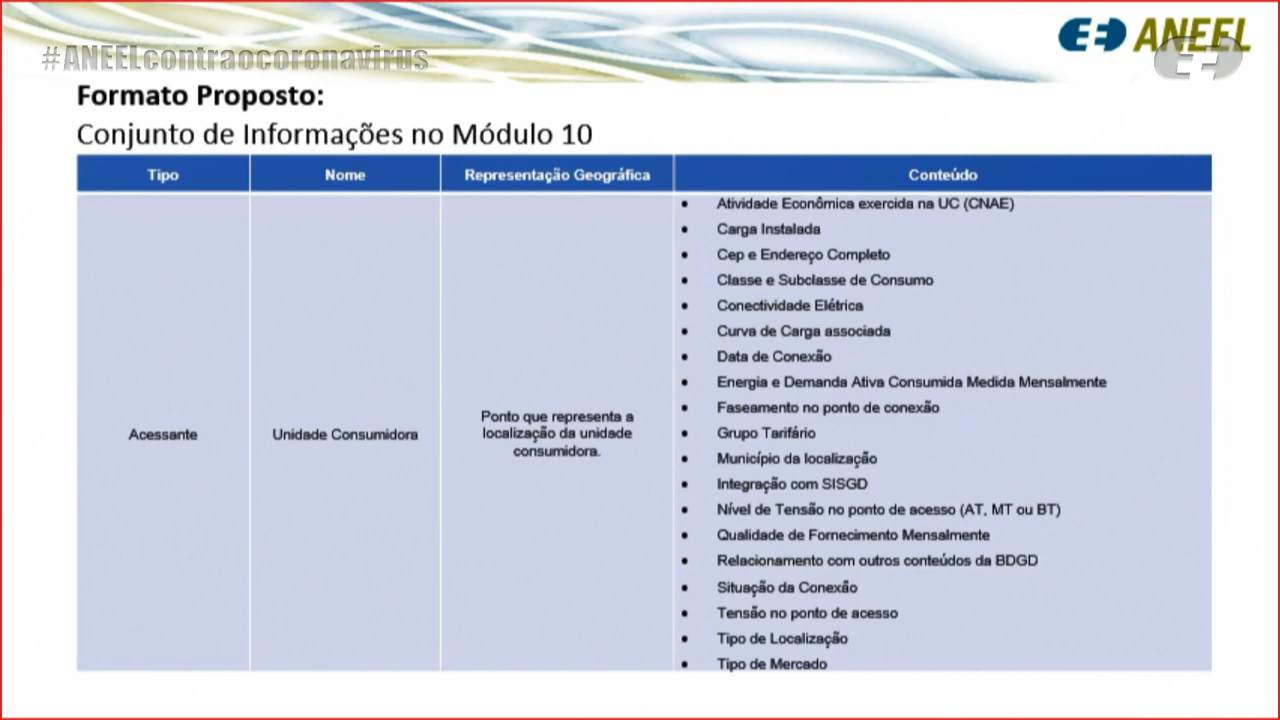 ANEEL
#ANEELcontraocoronavirus
Formato Proposto:
Conjunto de Informações no Módulo 10
Tipo
Nome
Representação Geográfica
Conteúdo
Acessante
Unidade Consumidora
Ponto que representa a
localização da unidade
consumidora.
• Atividade Econômica exercida na UC (CNAE)
• Carga Instalada
• Cep e Endereço Completo
• Classe e Subclasse de Consumo
• Conectividade Elétrica
• Curva de Carga associada
• Data de Conexão
• Energia e Demanda Ativa Consumida Medida Mensalmente
• Faseamento no ponto de conexão
• Grupo Tarifário
• Município da localização
• Integração com SISGD
• Nível de Tensão no ponto de acesso (AT, MT ou BT)
• Qualidade de Fornecimento Mensalmente
• Relacionamento com outros conteúdos da BDGD
• Situação da Conexão
• Tensão no ponto de acesso
• Tipo de Localização
• Tipo de Mercado